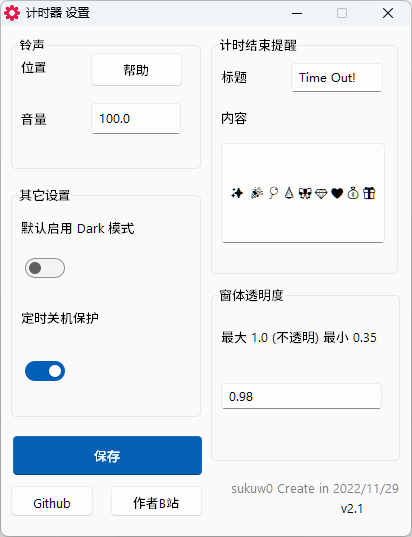 计时器 设置
铃声
位置
帮助
音量
100.0
其它设置
默认启用 Dark 模式
定时关机保护
保存
Github
作者B站
计时结束提醒
标题
Time Out!
内容
✨ 🎉 🎈 🎄 🎀 💎 🖤 💰 🎁
窗体透明度
最大 1.0 (不透明) 最小 0.35
0.98
sukuw0 Create in 2022/11/29
v2.1